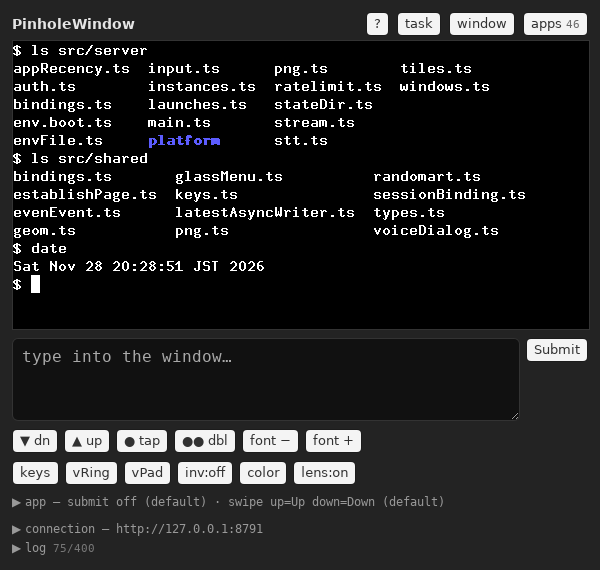 PinholeWindow ? task window apps 46
$ ls src/server
appRecency.ts input.ts png.ts tiles.ts
auth.ts instances.ts ratelimit.ts windows.ts
bindings.ts launches.ts stateDir.ts
env.boot.ts main.ts stream.ts
envFile.ts platform stt.ts
$ ls src/shared
bindings.ts glassMenu.ts randomart.ts
establishPage.ts keys.ts sessionBinding.ts
evenEvent.ts latestAsyncWriter.ts types.ts
geom.ts png.ts voiceDialog.ts
$ date
Sat Nov 28 20:28:51 JST 2026
$
type into the window… Submit
▼ dn ▲ up ● tap ●● dbl font − font +
keys vRing vPad inv:off color lens:on
▶ app — submit off (default) · swipe up=Up down=Down (default)
▶ connection — http://127.0.0.1:8791
▶ log 75/400